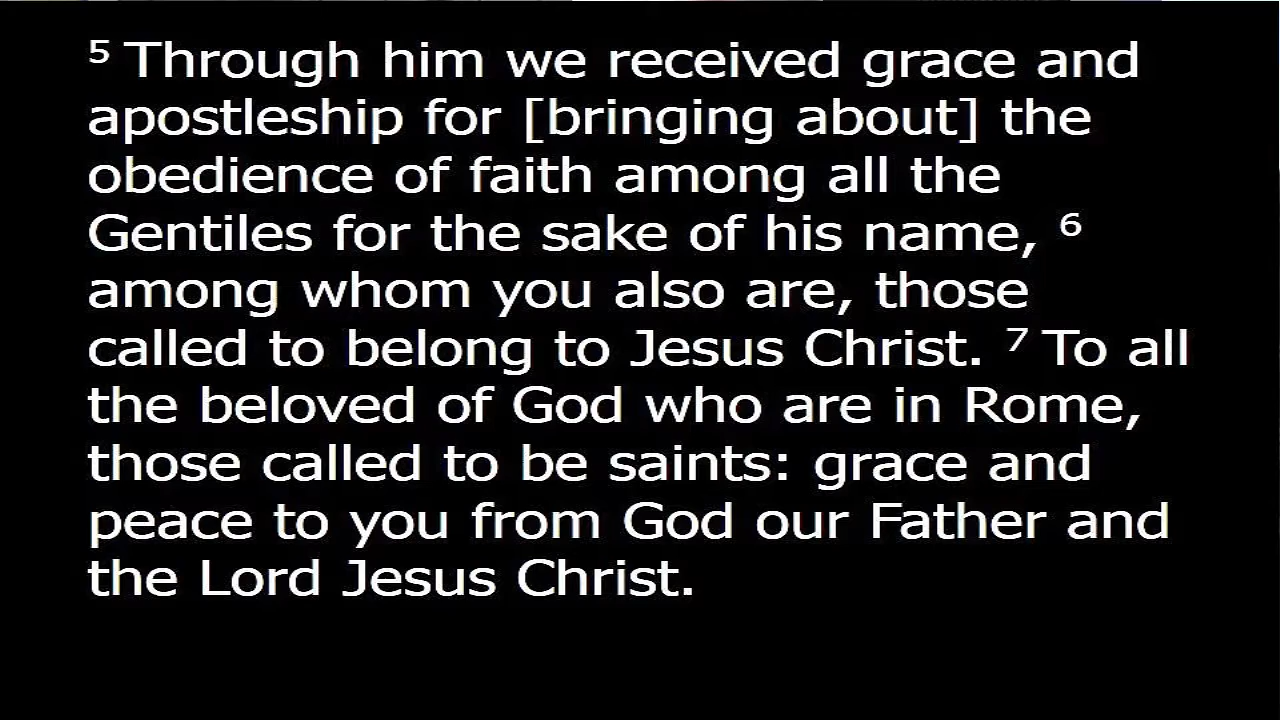 ⁵ Through him we received grace and
apostleship for [bringing about] the
obedience of faith among all the
Gentiles for the sake of his name, ⁶
among whom you also are, those
called to belong to Jesus Christ. ⁷ To all
the beloved of God who are in Rome,
those called to be saints: grace and
peace to you from God our Father and
the Lord Jesus Christ.